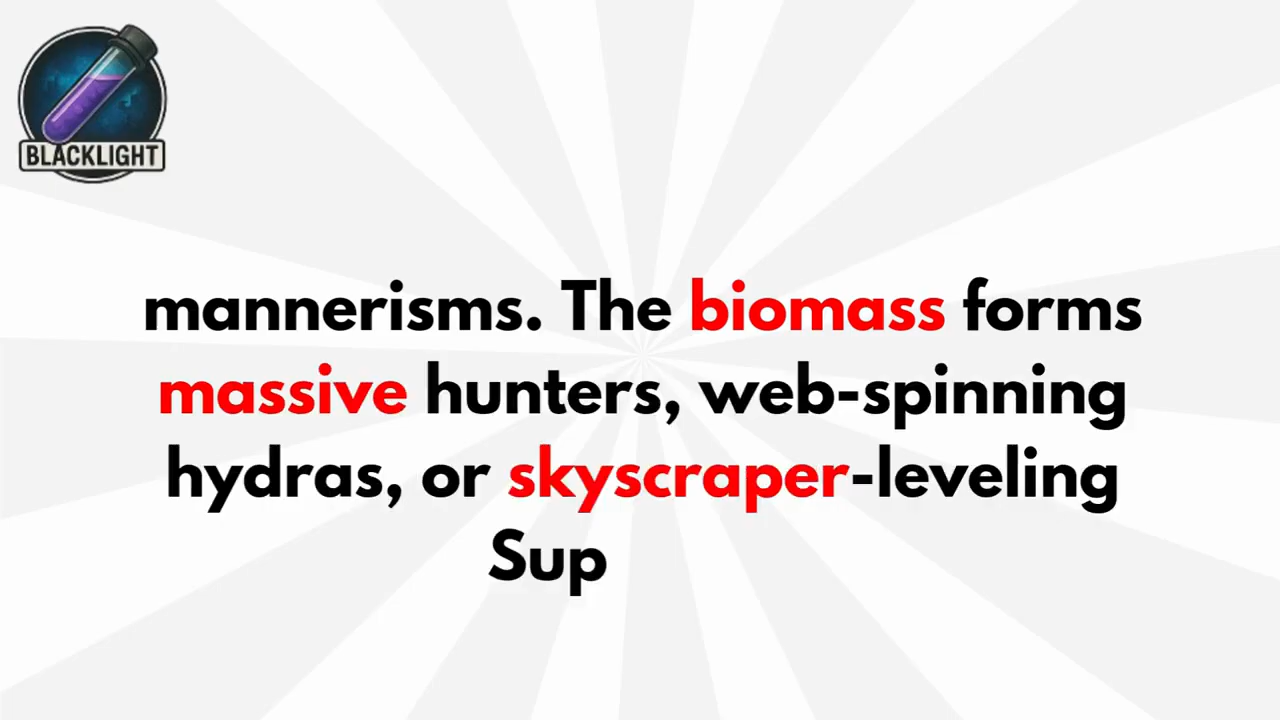 BLACKLIGHT
mannerisms. The biomass forms
massive hunters, web-spinning
hydras, or skyscraper-leveling
Sup